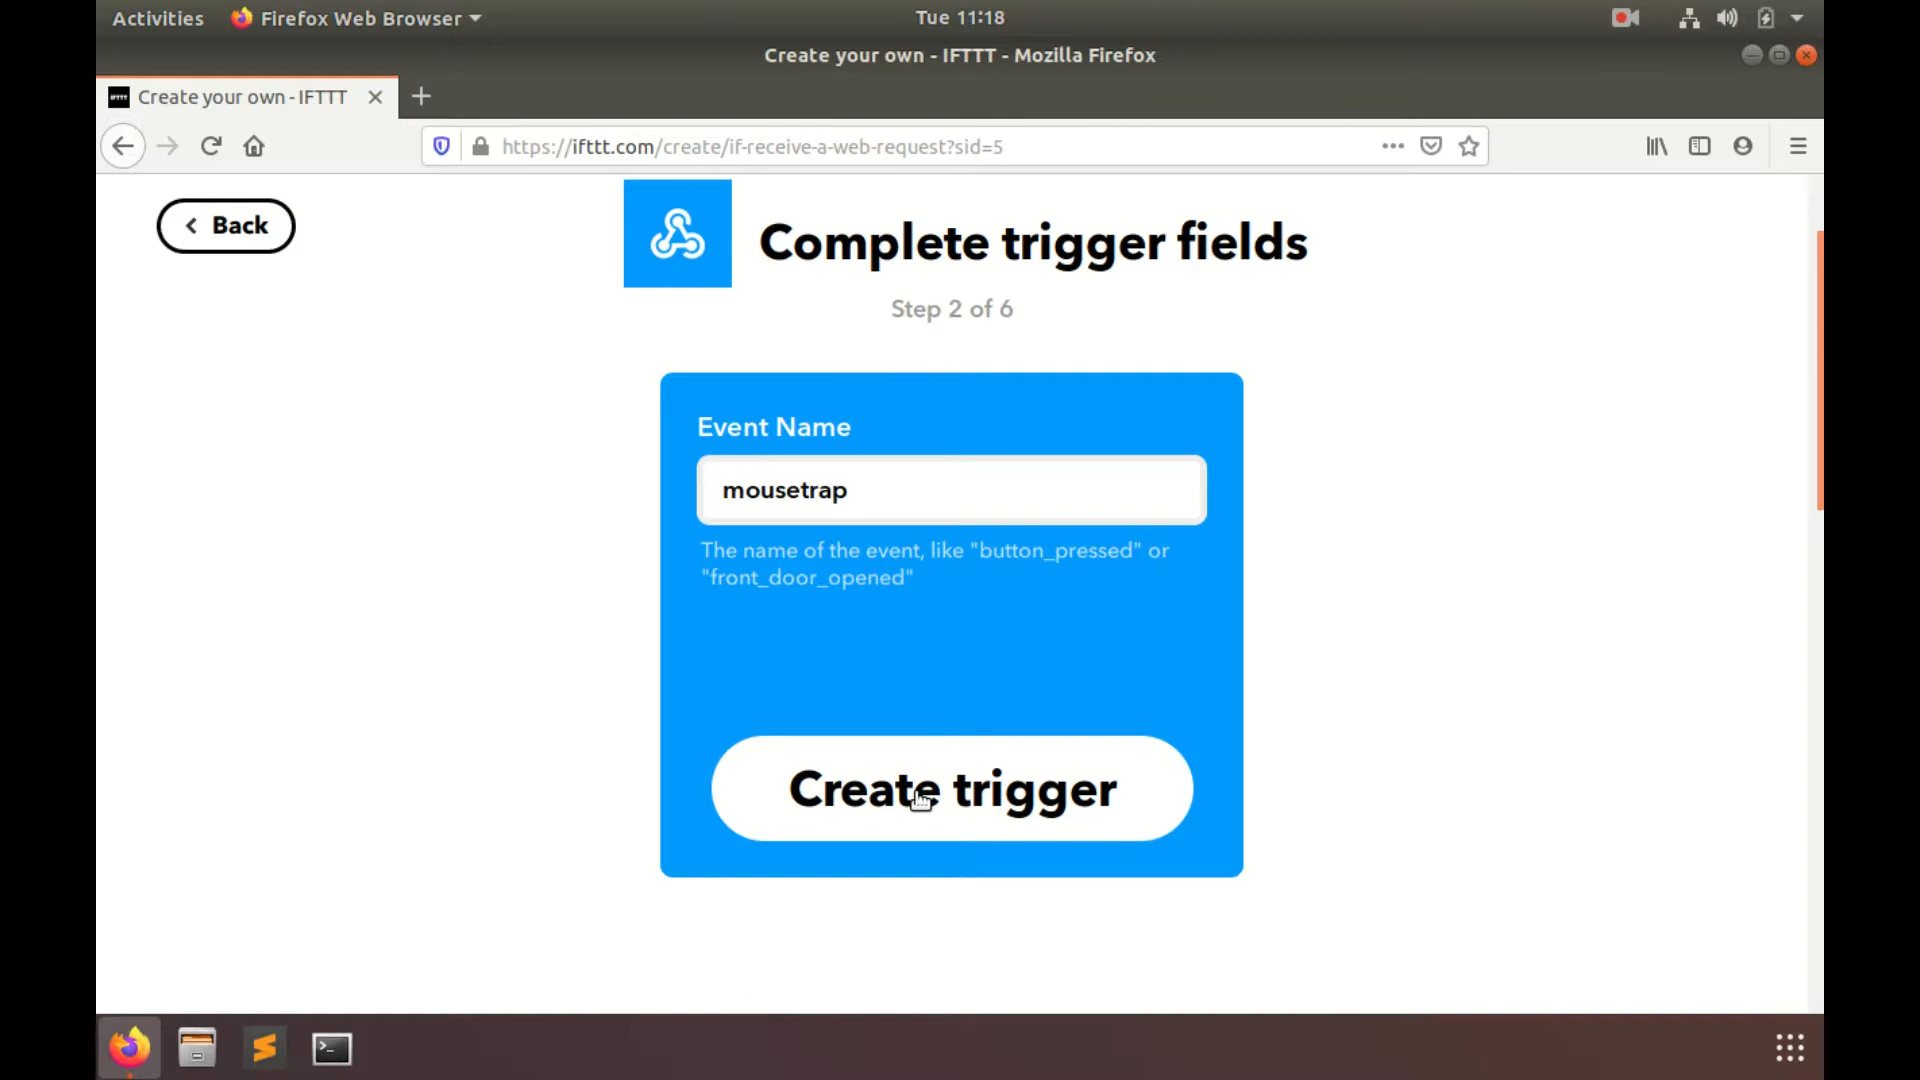 Activities Firefox Web Browser Tue 11:18
Create your own - IFTTT - Mozilla Firefox
IFTTT Create your own - IFTTT
https://ifttt.com/create/if-receive-a-web-request?sid=5
Back
Complete trigger fields
Step 2 of 6
Event Name
mousetrap
The name of the event, like "button_pressed" or
"front_door_opened"
Create trigger